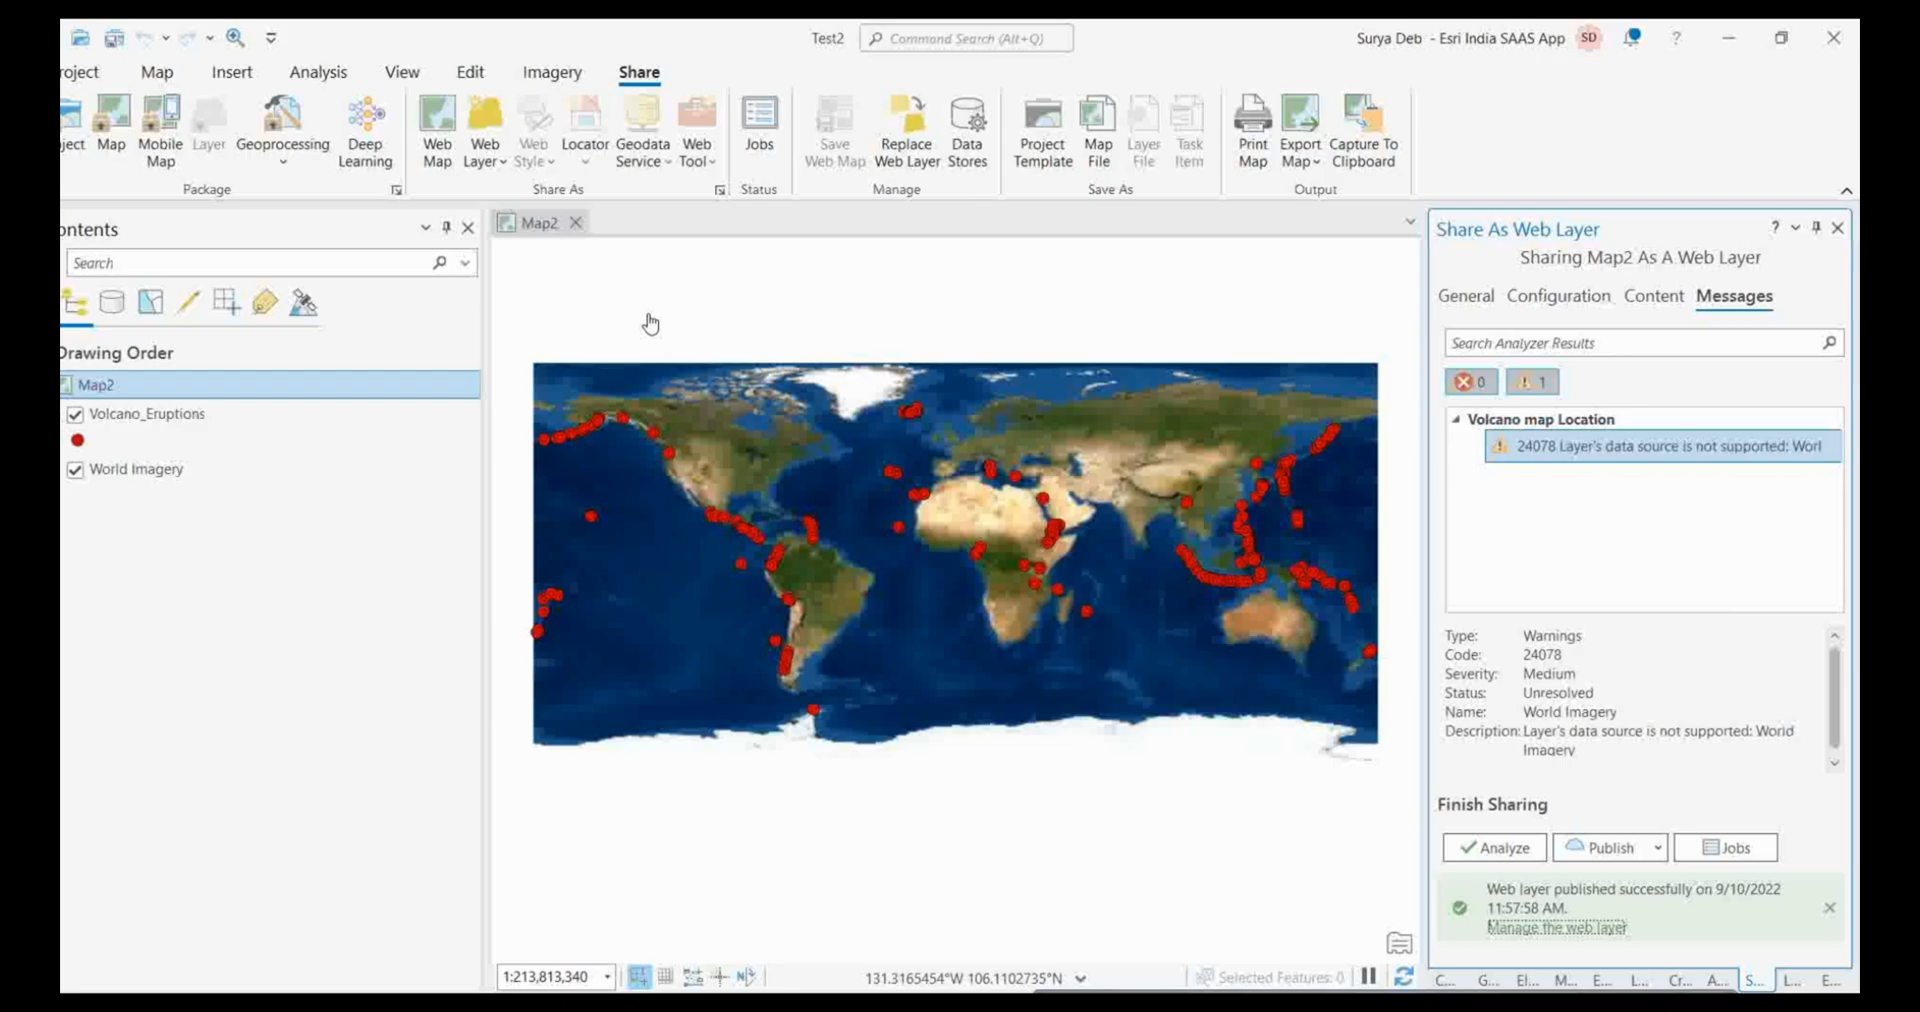 Test2
Command Search (Alt+Q)
Surya Deb - Esri India SAAS App
SD
?
roject
Map
Insert
Analysis
View
Edit
Imagery
Share
ject
Map
Mobile Map
Layer
Geoprocessing
Deep Learning
Package
Web Map
Web Layer
Web Style
Locator
Geodata Service
Web Tool
Share As
Jobs
Status
Save Web Map
Replace Web Layer
Data Stores
Manage
Project Template
Map File
Layer File
Task Item
Save As
Print Map
Export Map
Capture To Clipboard
Output
ontents
Search
Drawing Order
Map2
Volcano_Eruptions
World Imagery
Map2
1:213,813,340
131.3165454°W 106.1102735°N
Selected Features: 0
Share As Web Layer
?
Sharing Map2 As A Web Layer
General Configuration Content Messages
Search Analyzer Results
0
1
Volcano map Location
24078 Layer's data source is not supported: Worl
Type: Warnings
Code: 24078
Severity: Medium
Status: Unresolved
Name: World Imagery
Description: Layer's data source is not supported: World
Imagery
Finish Sharing
Analyze
Publish
Jobs
Web layer published successfully on 9/10/2022
11:57:58 AM.
Manage the web layer
C... G... El... M... E... L... Cr... A... S... L... E...